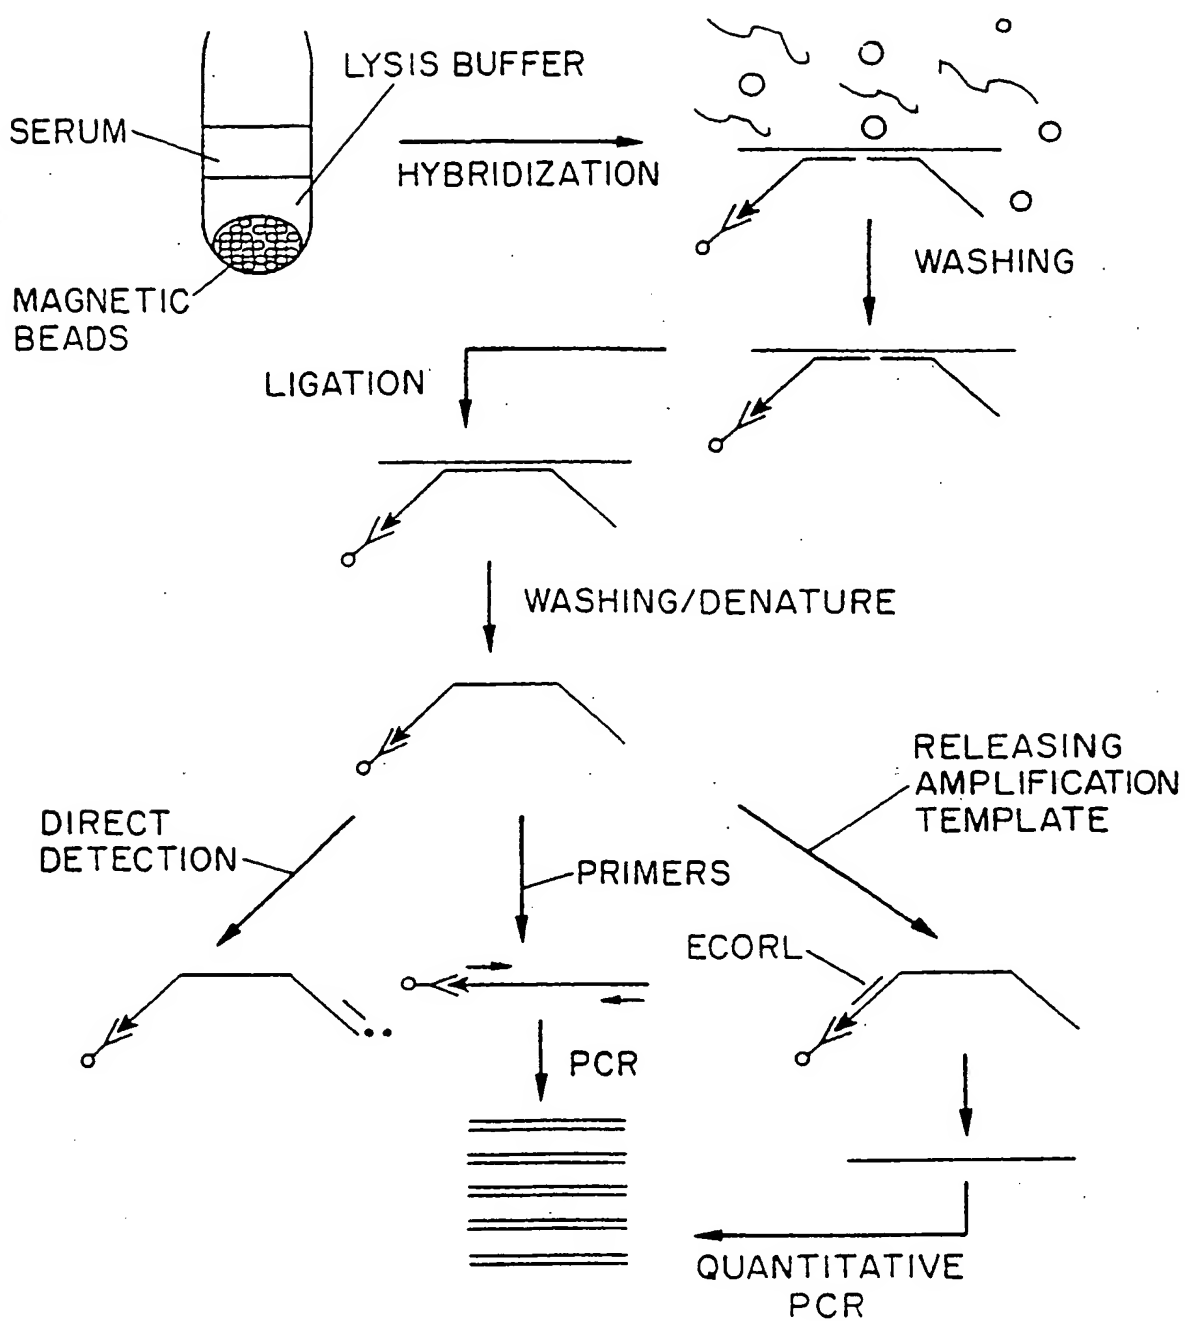 LYSIS BUFFER
SERUM
HYBRIDIZATION
MAGNETIC
BEADS
WASHING
LIGATION
WASHING/DENATURE
RELEASING
AMPLIFICATION
TEMPLATE
DIRECT
DETECTION
PRIMERS
ECORL
PCR
QUANTITATIVE
PCR